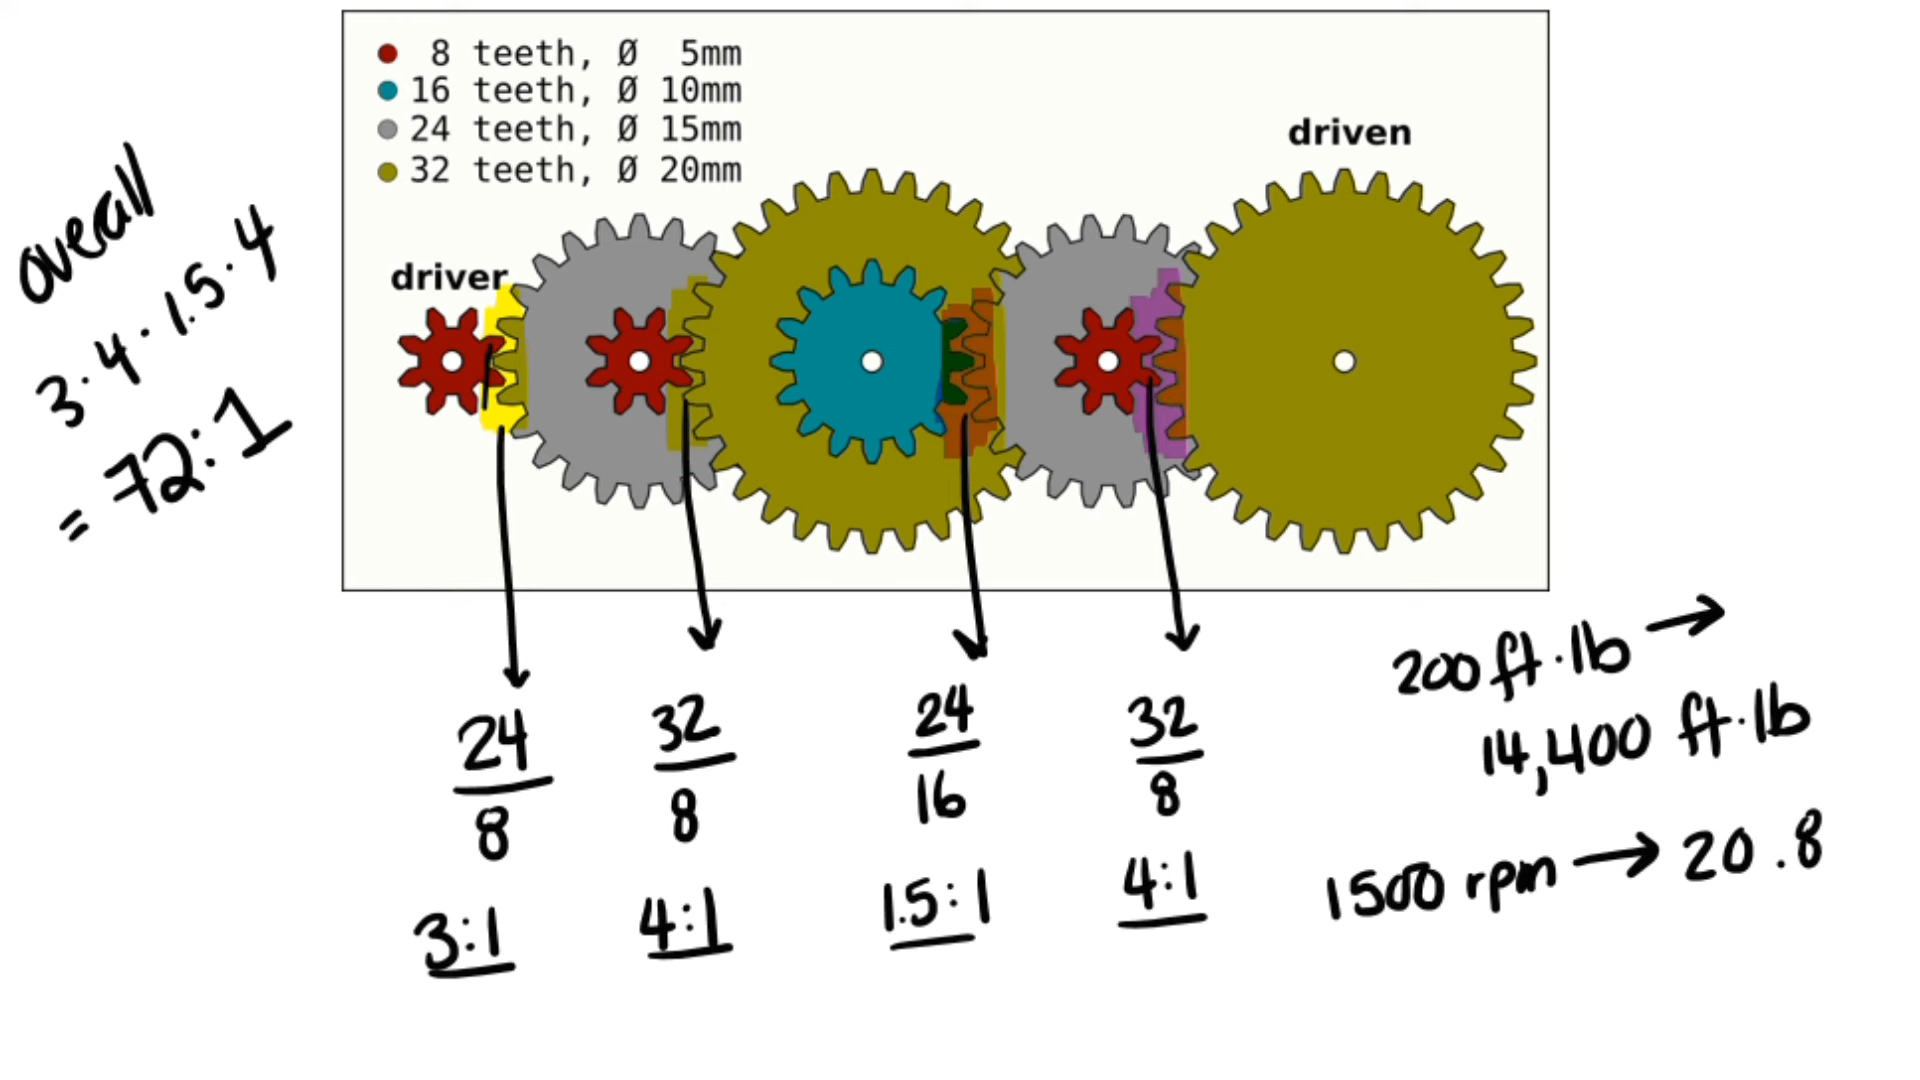 8 teeth, Ø 5mm
16 teeth, Ø 10mm
24 teeth, Ø 15mm
32 teeth, Ø 20mm
driver
driven
overall
3·4·1.5·4
= 72:1
24
8
3:1
32
8
4:1
24
16
1.5:1
32
8
4:1
200 ft·lb →
14,400 ft·lb
1500 rpm → 20.8